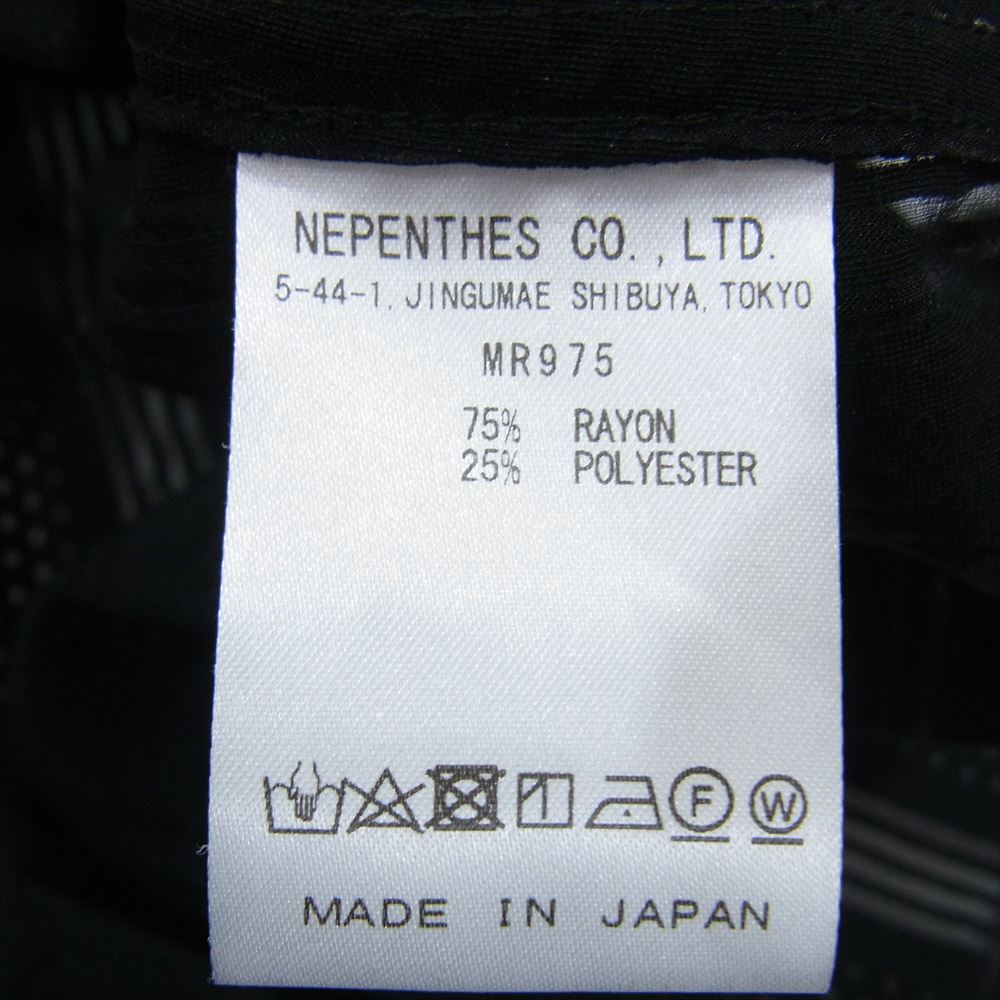 NEPENTHES CO.,LTD.
5-44-1, JINGUMAE SHIBUYA, TOKYO
MR975
75% RAYON
25% POLYESTER
F W
MADE IN JAPAN